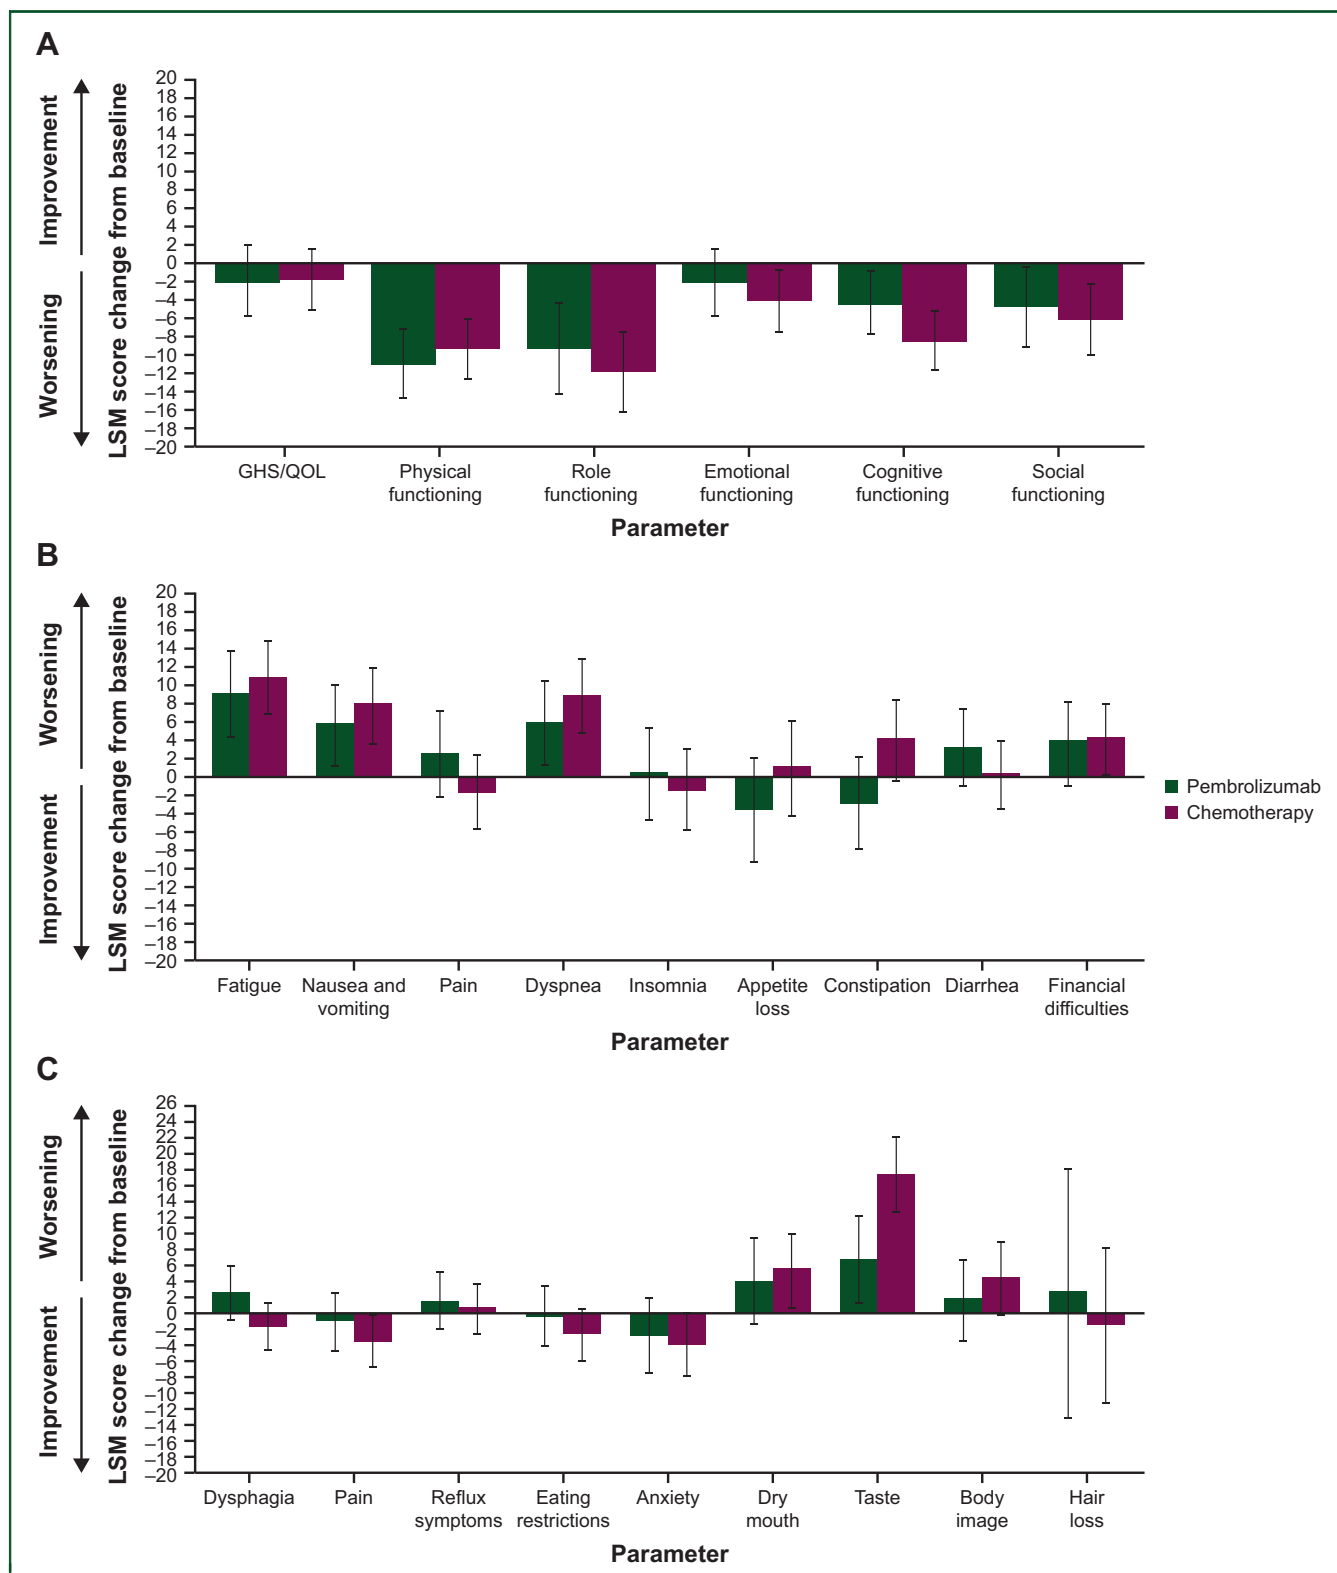 A
Improvement
Worsening
LSM score change from baseline
20
18
16
14
12
10
8
6
4
2
0
–2
–4
–6
–8
–10
–12
–14
–16
–18
–20
GHS/QOL
Physical
functioning
Role
functioning
Emotional
functioning
Cognitive
functioning
Social
functioning
Parameter
B
Worsening
Improvement
LSM score change from baseline
20
18
16
14
12
10
8
6
4
2
0
–2
–4
–6
–8
–10
–12
–14
–16
–18
–20
Fatigue
Nausea and
vomiting
Pain
Dyspnea
Insomnia
Appetite
loss
Constipation
Diarrhea
Financial
difficulties
Parameter
Pembrolizumab
Chemotherapy
C
Worsening
Improvement
LSM score change from baseline
26
24
22
20
18
16
14
12
10
8
6
4
2
0
–2
–4
–6
–8
–10
–12
–14
–16
–18
–20
Dysphagia
Pain
Reflux
symptoms
Eating
restrictions
Anxiety
Dry
mouth
Taste
Body
image
Hair
loss
Parameter